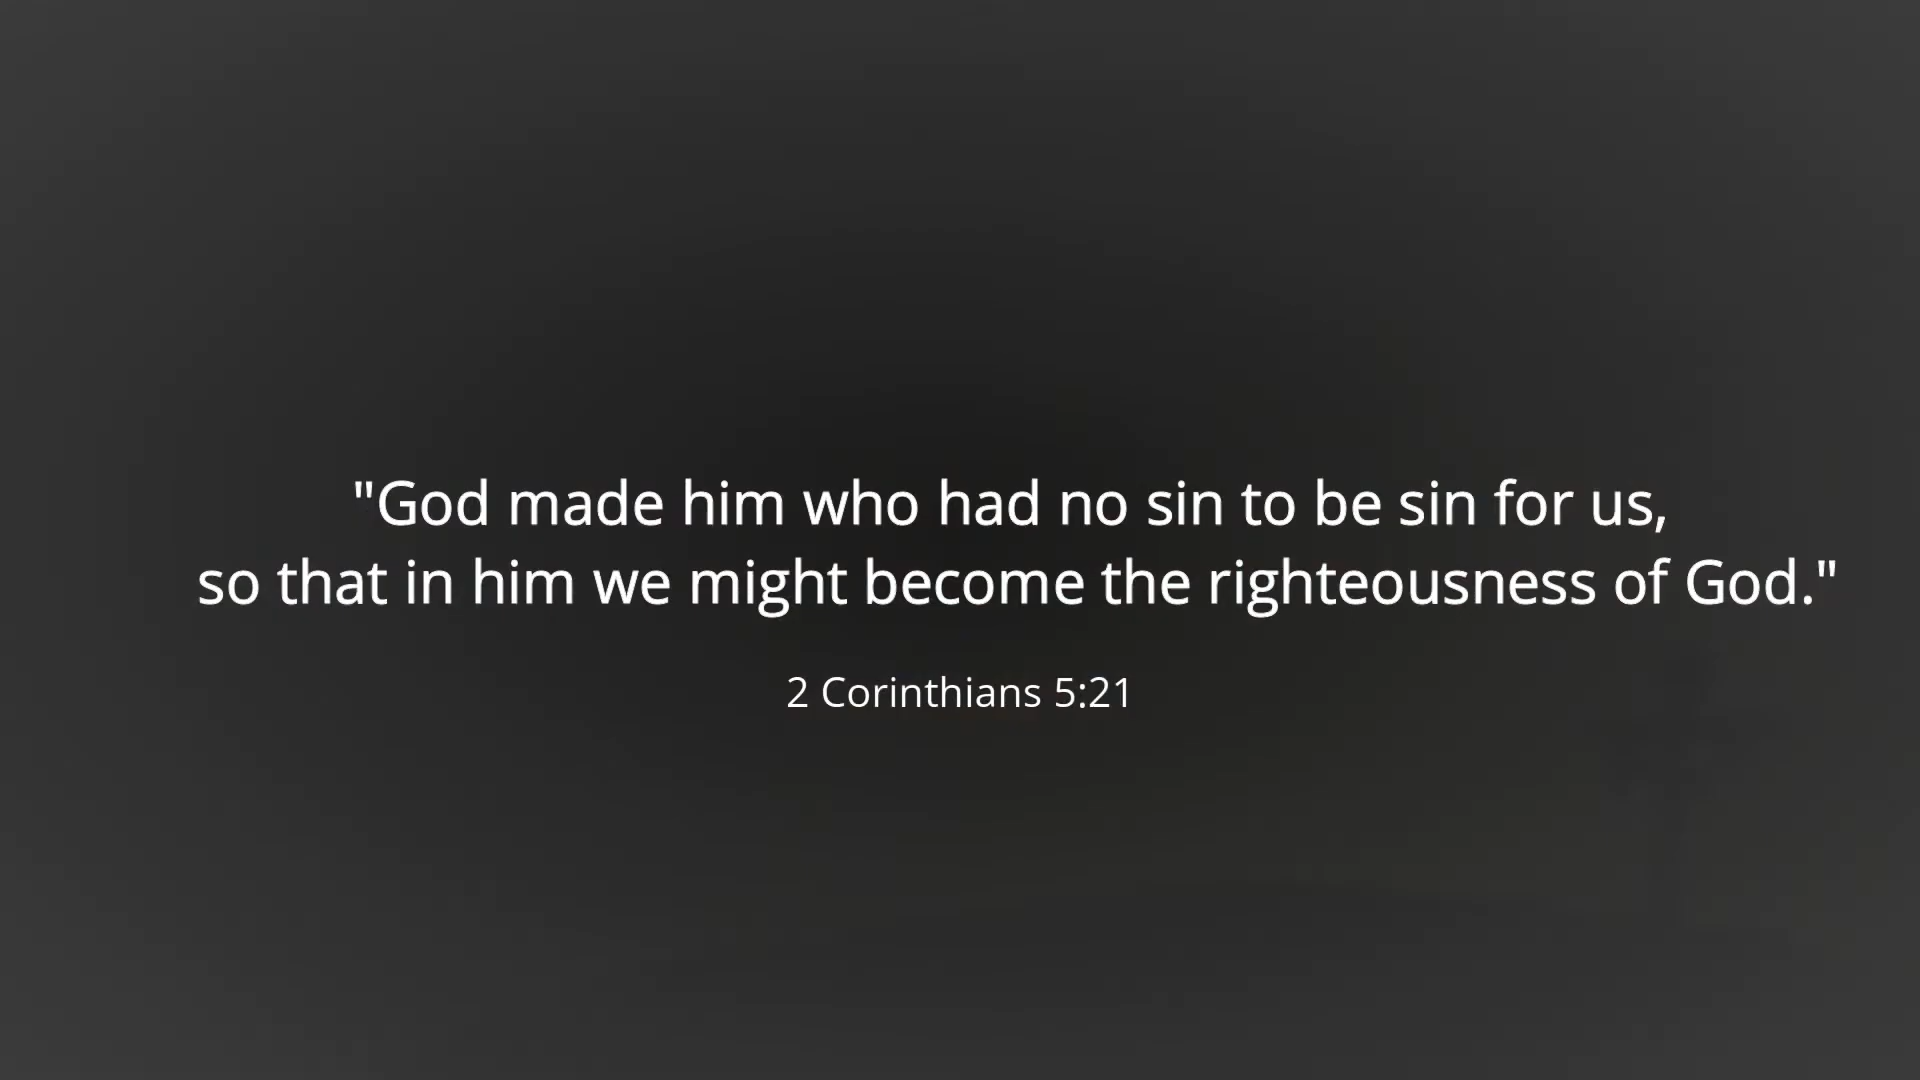 "God made him who had no sin to be sin for us,
so that in him we might become the righteousness of God."
2 Corinthians 5:21